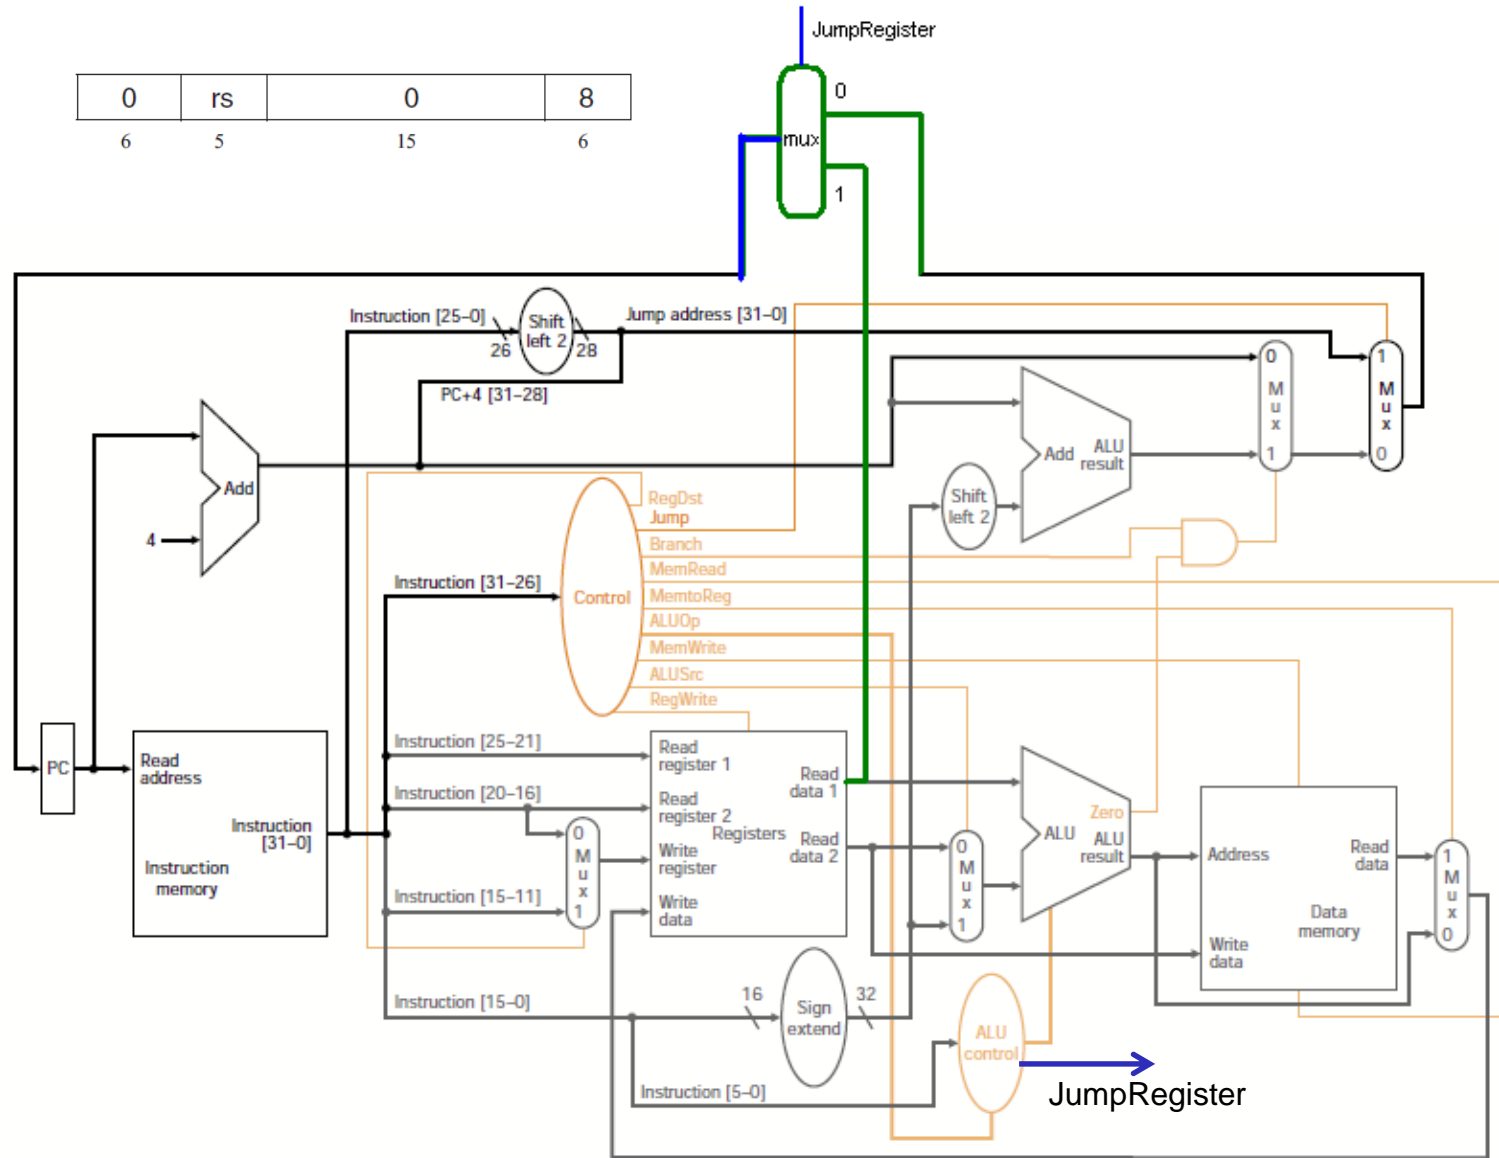 JumpRegister
0 rs 0 8
6 5 15 6
0
mux
1
Instruction [25–0]
26
Shift
left 2
28
Jump address [31–0]
PC+4 [31–28]
Add
4
0
M
u
x
1
1
M
u
x
0
Add
ALU
result
Shift
left 2
RegDst
Jump
Branch
MemRead
MemtoReg
ALUOp
MemWrite
ALUSrc
RegWrite
Instruction [31–26]
Control
PC
Read
address
Instruction
[31–0]
Instruction
memory
Instruction [25–21]
Instruction [20–16]
Instruction [15–11]
0
M
u
x
1
Read
register 1
Read
register 2
Write
register
Write
data
Registers
Read
data 1
Read
data 2
0
M
u
x
1
Zero
ALU
ALU
result
Address
Write
data
Data
memory
Read
data
1
M
u
x
0
Instruction [15–0]
16
Sign
extend
32
Instruction [5–0]
ALU
control
JumpRegister